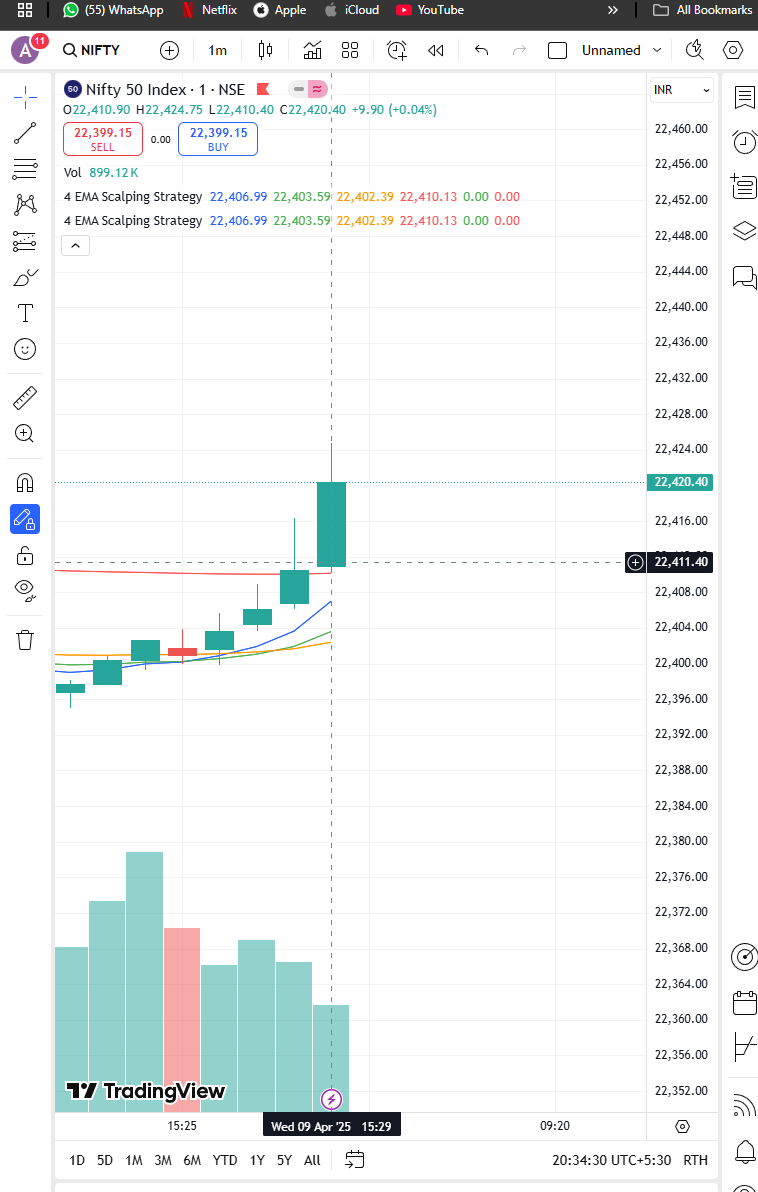 (55) WhatsApp Netflix Apple iCloud YouTube » All Bookmarks
A 11 NIFTY 1m Unnamed
50 Nifty 50 Index · 1 · NSE INR
O22,410.90 H22,424.75 L22,410.40 C22,420.40 +9.90 (+0.04%)
22,399.15 0.00 22,399.15
SELL BUY
Vol 899.12 K
4 EMA Scalping Strategy 22,406.99 22,403.59 22,402.39 22,410.13 0.00 0.00
4 EMA Scalping Strategy 22,406.99 22,403.59 22,402.39 22,410.13 0.00 0.00
22,460.00
22,456.00
22,452.00
22,448.00
22,444.00
22,440.00
22,436.00
22,432.00
22,428.00
22,424.00
22,420.40
22,416.00
22,411.40
22,408.00
22,404.00
22,400.00
22,396.00
22,392.00
22,388.00
22,384.00
22,380.00
22,376.00
22,372.00
22,368.00
22,364.00
22,360.00
22,356.00
22,352.00
TradingView
15:25 Wed 09 Apr '25 15:29 09:20
1D 5D 1M 3M 6M YTD 1Y 5Y All 20:34:30 UTC+5:30 RTH